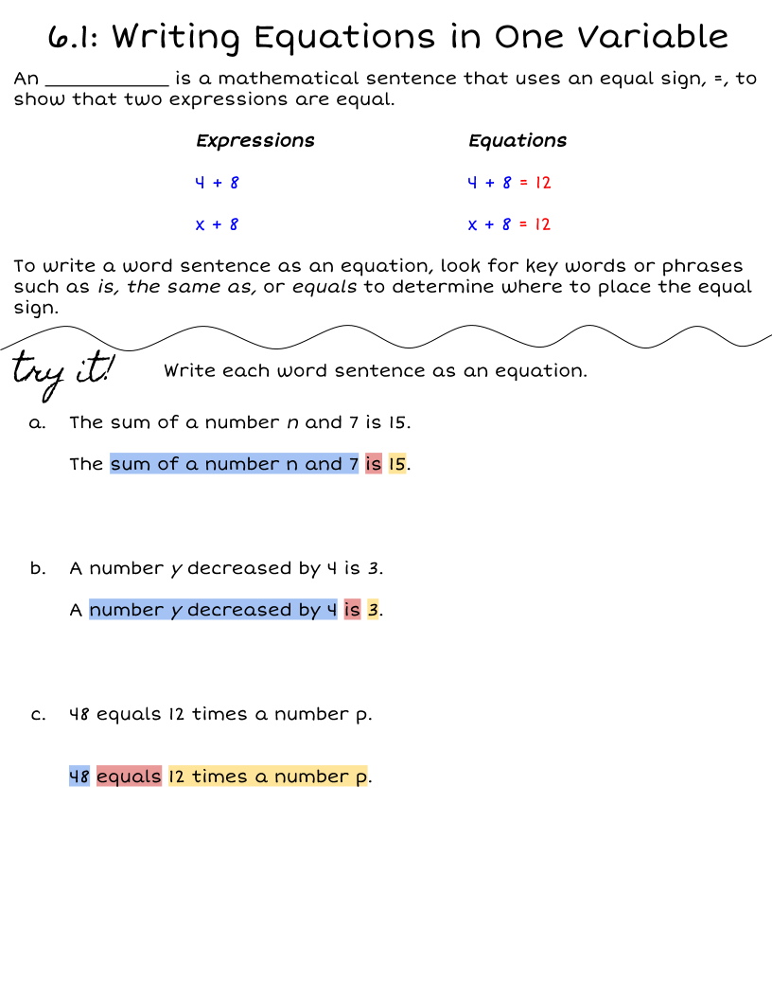 6.1: Writing Equations in One Variable
An ____________ is a mathematical sentence that uses an equal sign, =, to
show that two expressions are equal.
Expressions Equations
4 + 8 4 + 8 = 12
x + 8 x + 8 = 12
To write a word sentence as an equation, look for key words or phrases
such as is, the same as, or equals to determine where to place the equal
sign.
try it! Write each word sentence as an equation.
a. The sum of a number n and 7 is 15.
The sum of a number n and 7 is 15.
b. A number y decreased by 4 is 3.
A number y decreased by 4 is 3.
c. 48 equals 12 times a number p.
48 equals 12 times a number p.